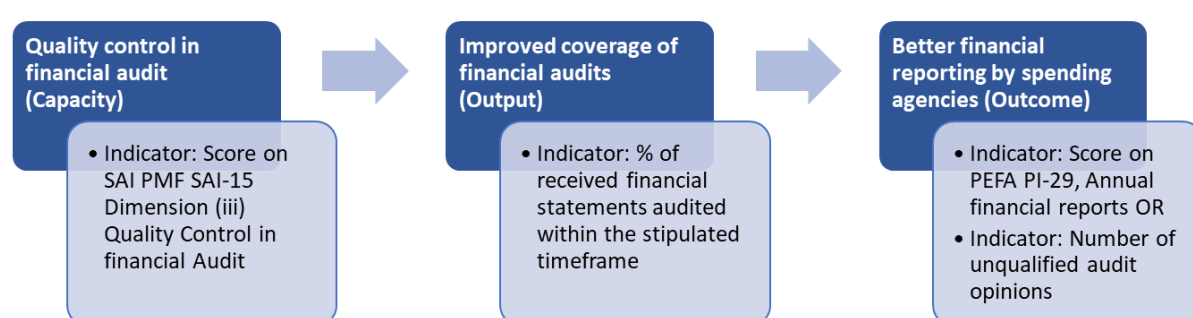 Quality control in
financial audit
(Capacity)
• Indicator: Score on
SAI PMF SAI-15
Dimension (iii)
Quality Control in
financial Audit
Improved coverage of
financial audits
(Output)
• Indicator: % of
received financial
statements audited
within the stipulated
timeframe
Better financial
reporting by spending
agencies (Outcome)
• Indicator: Score on
PEFA PI-29, Annual
financial reports OR
• Indicator: Number of
unqualified audit
opinions